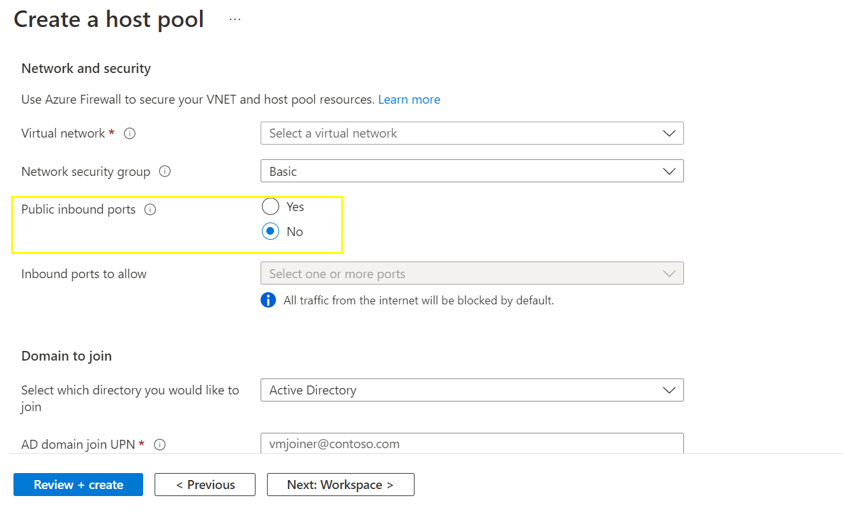 Create a host pool ...
Network and security
Use Azure Firewall to secure your VNET and host pool resources. Learn more
Virtual network * Select a virtual network
Network security group Basic
Public inbound ports Yes
No
Inbound ports to allow Select one or more ports
All traffic from the internet will be blocked by default.
Domain to join
Select which directory you would like to Active Directory
join
AD domain join UPN * vmjoiner@contoso.com
Review + create < Previous Next: Workspace >